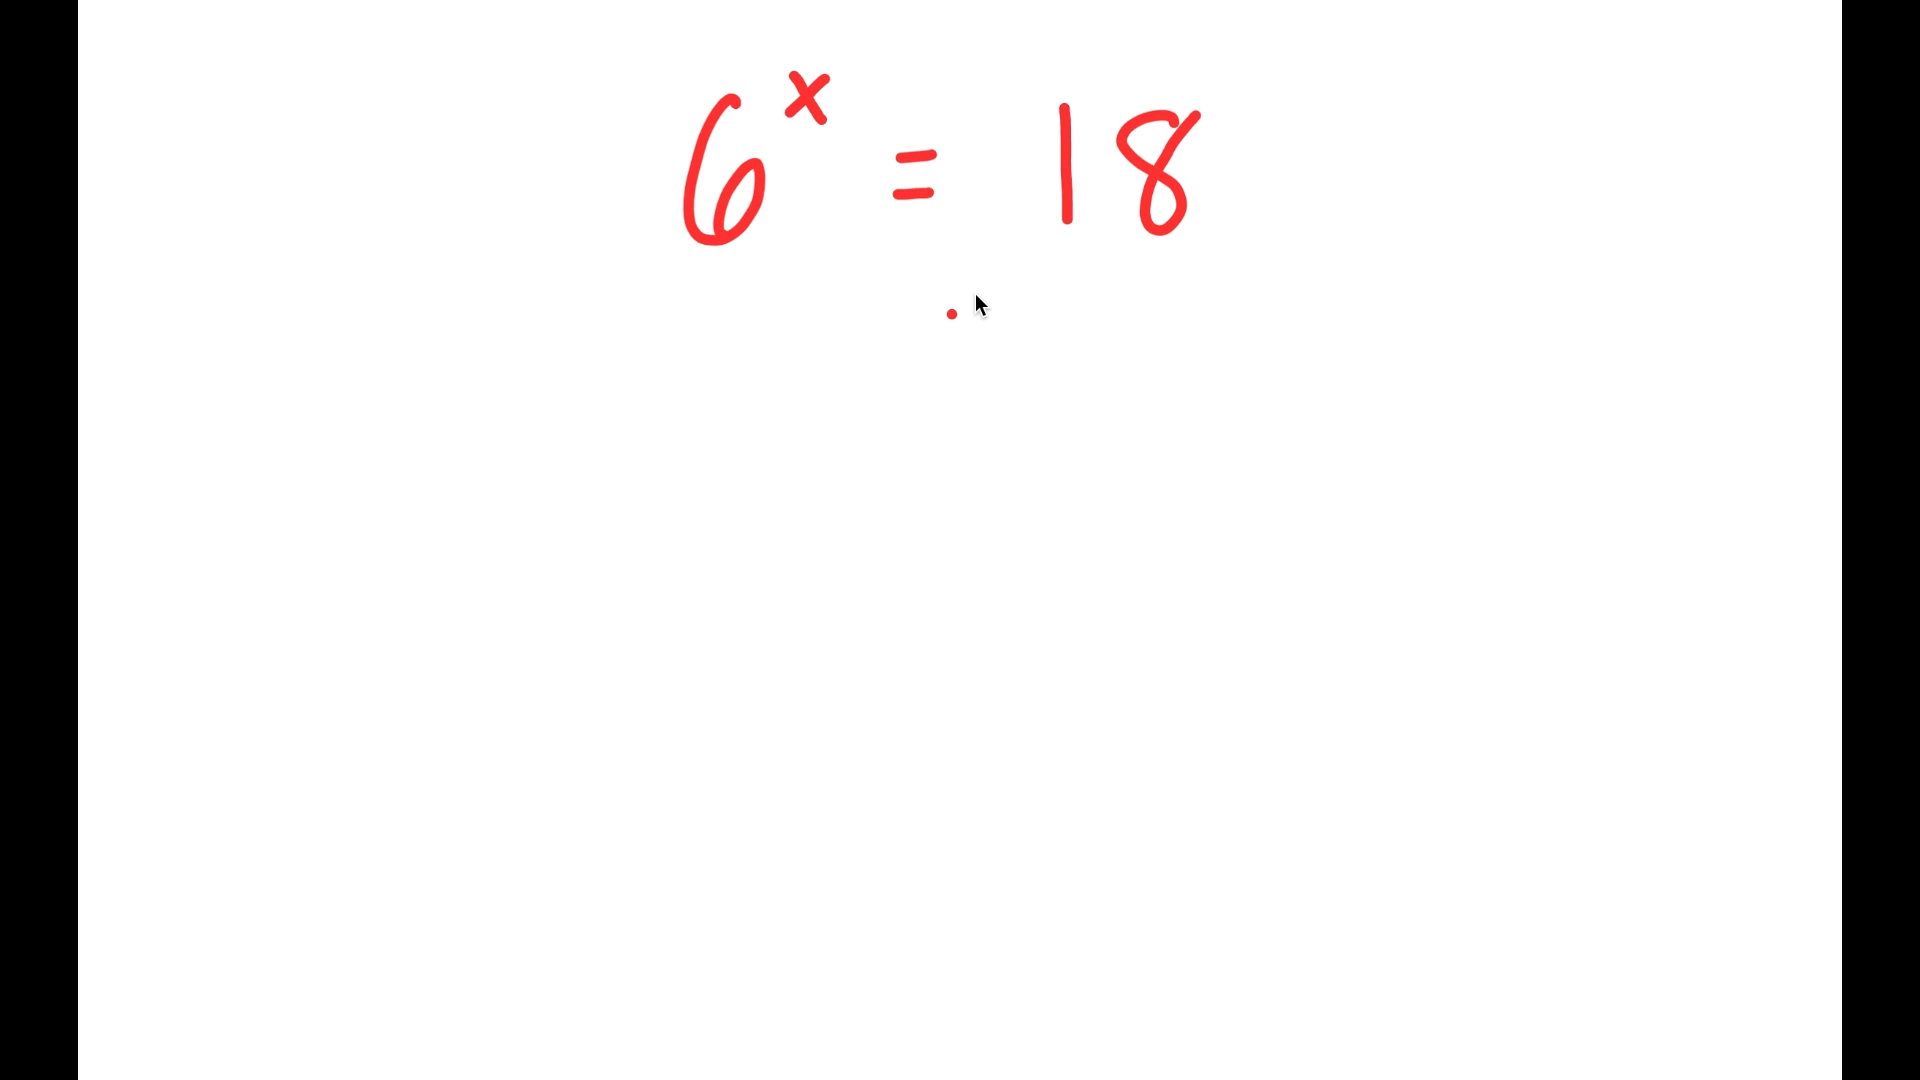 6^x = 18